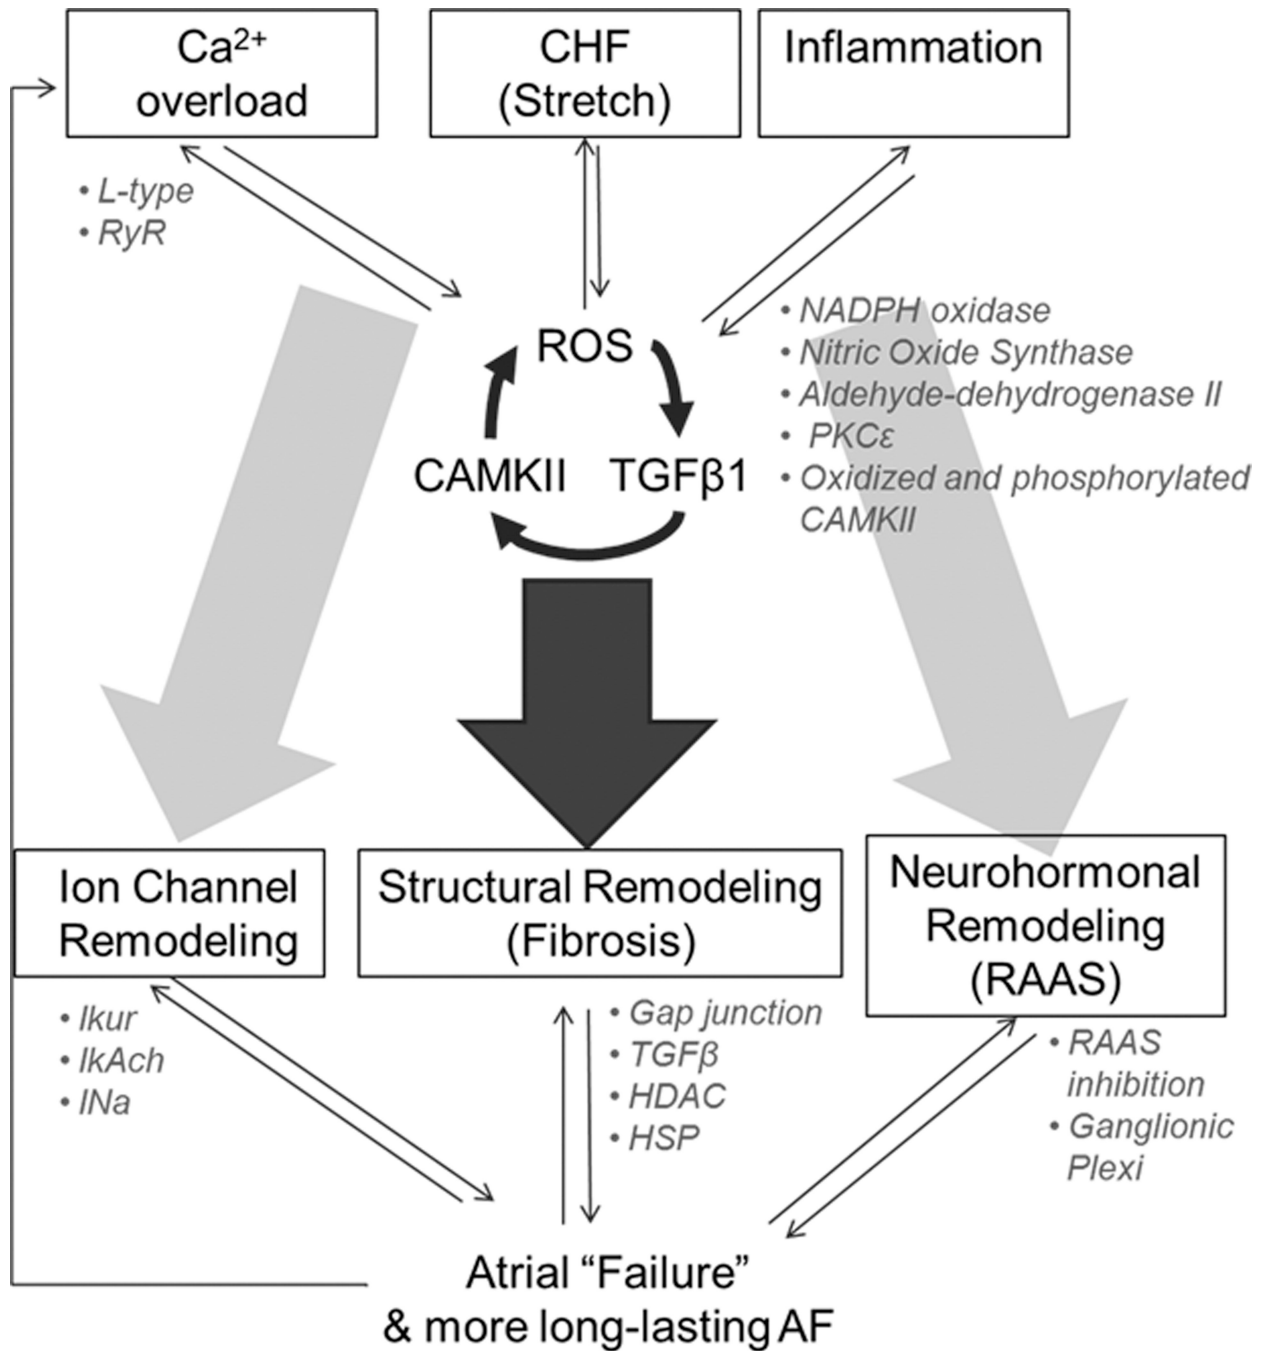 Ca²⁺
overload
CHF
(Stretch)
Inflammation
• L-type
• RyR
ROS
CAMKII
TGFβ1
• NADPH oxidase
• Nitric Oxide Synthase
• Aldehyde-dehydrogenase II
• PKCε
• Oxidized and phosphorylated
CAMKII
Ion Channel
Remodeling
Structural Remodeling
(Fibrosis)
Neurohormonal
Remodeling
(RAAS)
• Ikur
• IkAch
• INa
• Gap junction
• TGFβ
• HDAC
• HSP
• RAAS
inhibition
• Ganglionic
Plexi
Atrial “Failure”
& more long-lasting AF